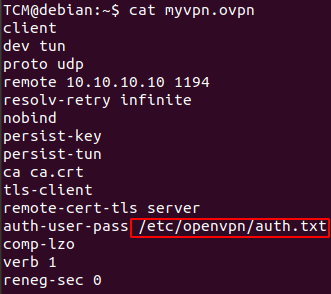 TCM@debian:~$ cat myvpn.ovpn
client
dev tun
proto udp
remote 10.10.10.10 1194
resolv-retry infinite
nobind
persist-key
persist-tun
ca ca.crt
tls-client
remote-cert-tls server
auth-user-pass /etc/openvpn/auth.txt
comp-lzo
verb 1
reneg-sec 0